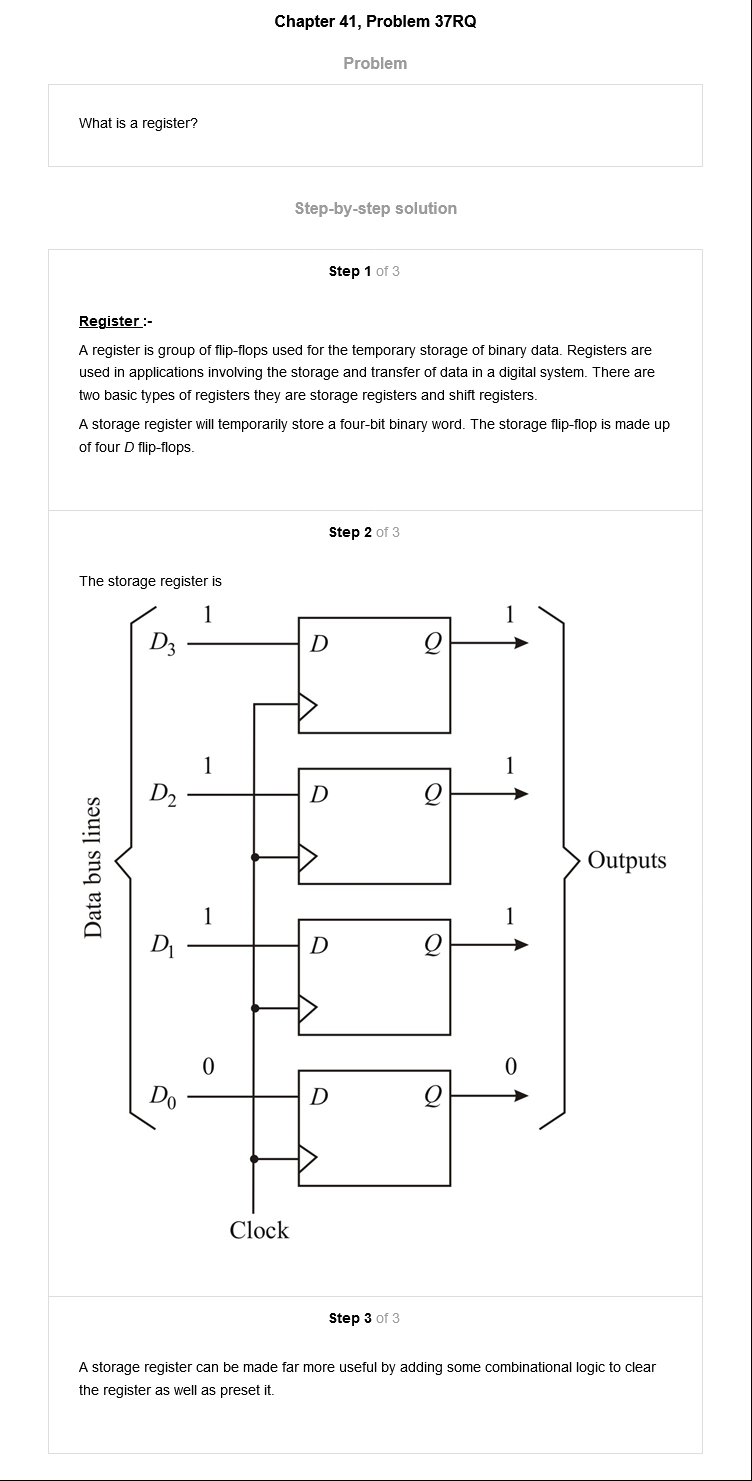 Chapter 41, Problem 37RQ
Problem
What is a register?
Step-by-step solution
Step 1 of 3
Register :-
A register is group of flip-flops used for the temporary storage of binary data. Registers are
used in applications involving the storage and transfer of data in a digital system. There are
two basic types of registers they are storage registers and shift registers.
A storage register will temporarily store a four-bit binary word. The storage flip-flop is made up
of four D flip-flops.
Step 2 of 3
The storage register is
1 1
D3 D Q
1 1
D2 D Q
Data bus lines
Outputs
1 1
D1 D Q
0 0
D0 D Q
Clock
Step 3 of 3
A storage register can be made far more useful by adding some combinational logic to clear
the register as well as preset it.